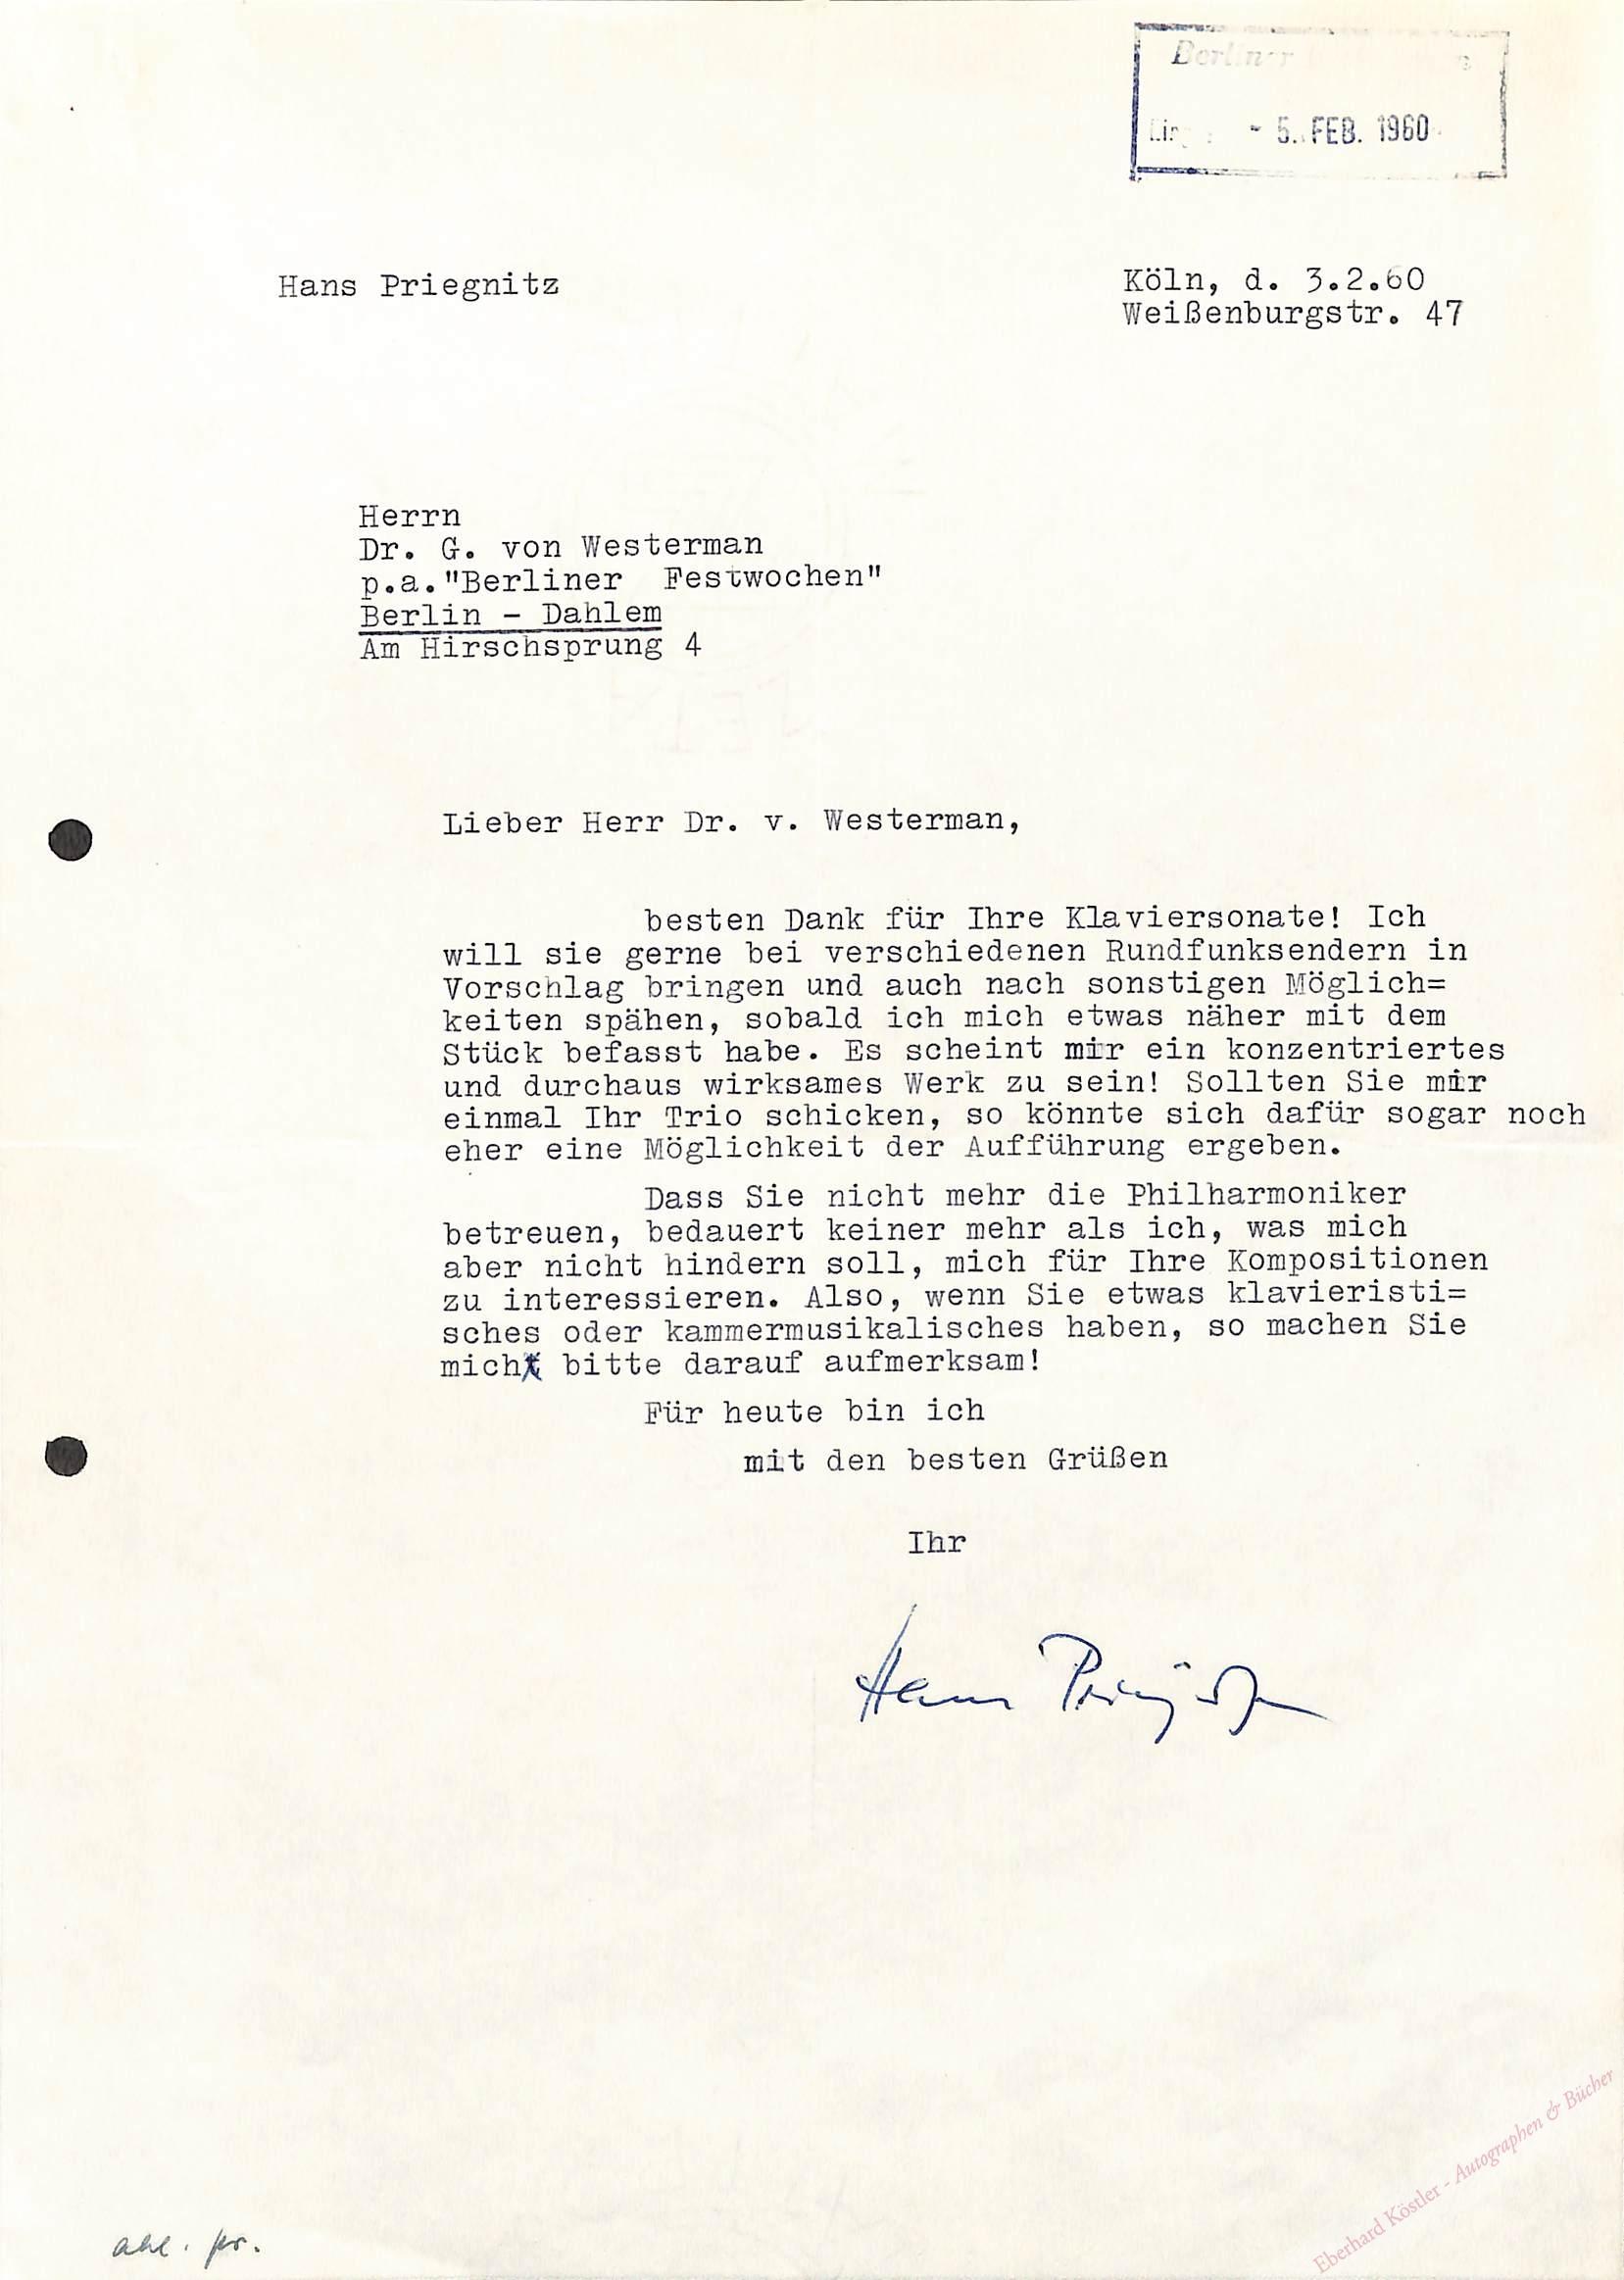 Berliner
- 5. FEB. 1960
Hans Priegnitz
Köln, d. 3.2.60
Weißenburgstr. 47
Herrn
Dr. G. von Westerman
p.a."Berliner Festwochen"
Berlin - Dahlem
Am Hirschsprung 4
Lieber Herr Dr. v. Westerman,
besten Dank für Ihre Klaviersonate! Ich
will sie gerne bei verschiedenen Rundfunksendern in
Vorschlag bringen und auch nach sonstigen Möglich=
keiten spähen, sobald ich mich etwas näher mit dem
Stück befasst habe. Es scheint mir ein konzentriertes
und durchaus wirksames Werk zu sein! Sollten Sie mir
einmal Ihr Trio schicken, so könnte sich dafür sogar noch
eher eine Möglichkeit der Aufführung ergeben.
Dass Sie nicht mehr die Philharmoniker
betreuen, bedauert keiner mehr als ich, was mich
aber nicht hindern soll, mich für Ihre Kompositionen
zu interessieren. Also, wenn Sie etwas klavieristi=
sches oder kammermusikalisches haben, so machen Sie
mich bitte darauf aufmerksam!
Für heute bin ich
mit den besten Grüßen
Ihr
Hans Priegnitz
Eberhard Köstler - Autographen & Bücher